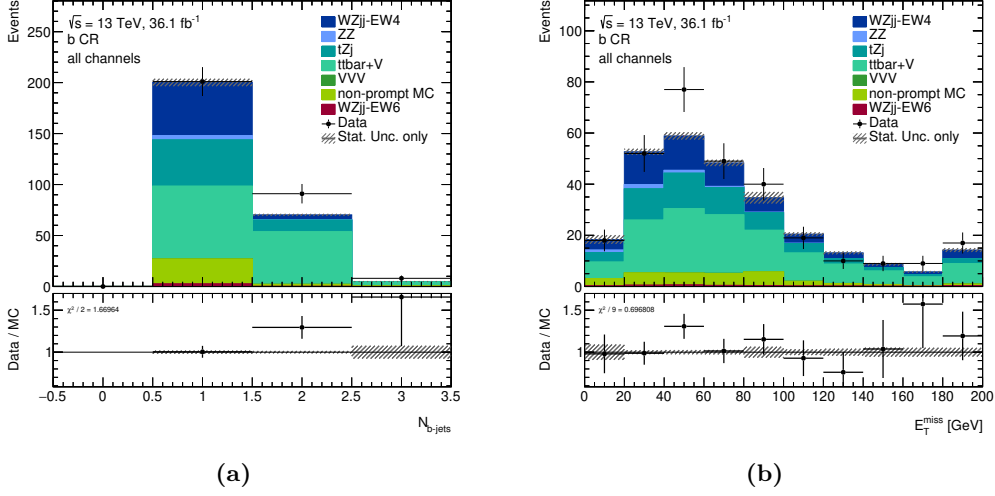 Events
√s = 13 TeV, 36.1 fb⁻¹
b CR
all channels
WZjj-EW4
ZZ
tZj
ttbar+V
VVV
non-prompt MC
WZjj-EW6
Data
Stat. Unc. only
250
200
150
100
50
0
Data / MC
1.5
1
χ² / 2 = 1.66964
−0.5 0 0.5 1 1.5 2 2.5 3 3.5
N_b-jets
(a)
Events
√s = 13 TeV, 36.1 fb⁻¹
b CR
all channels
WZjj-EW4
ZZ
tZj
ttbar+V
VVV
non-prompt MC
WZjj-EW6
Data
Stat. Unc. only
100
80
60
40
20
0
Data / MC
1.5
1
χ² / 9 = 0.696808
0 20 40 60 80 100 120 140 160 180 200
E_T^miss [GeV]
(b)